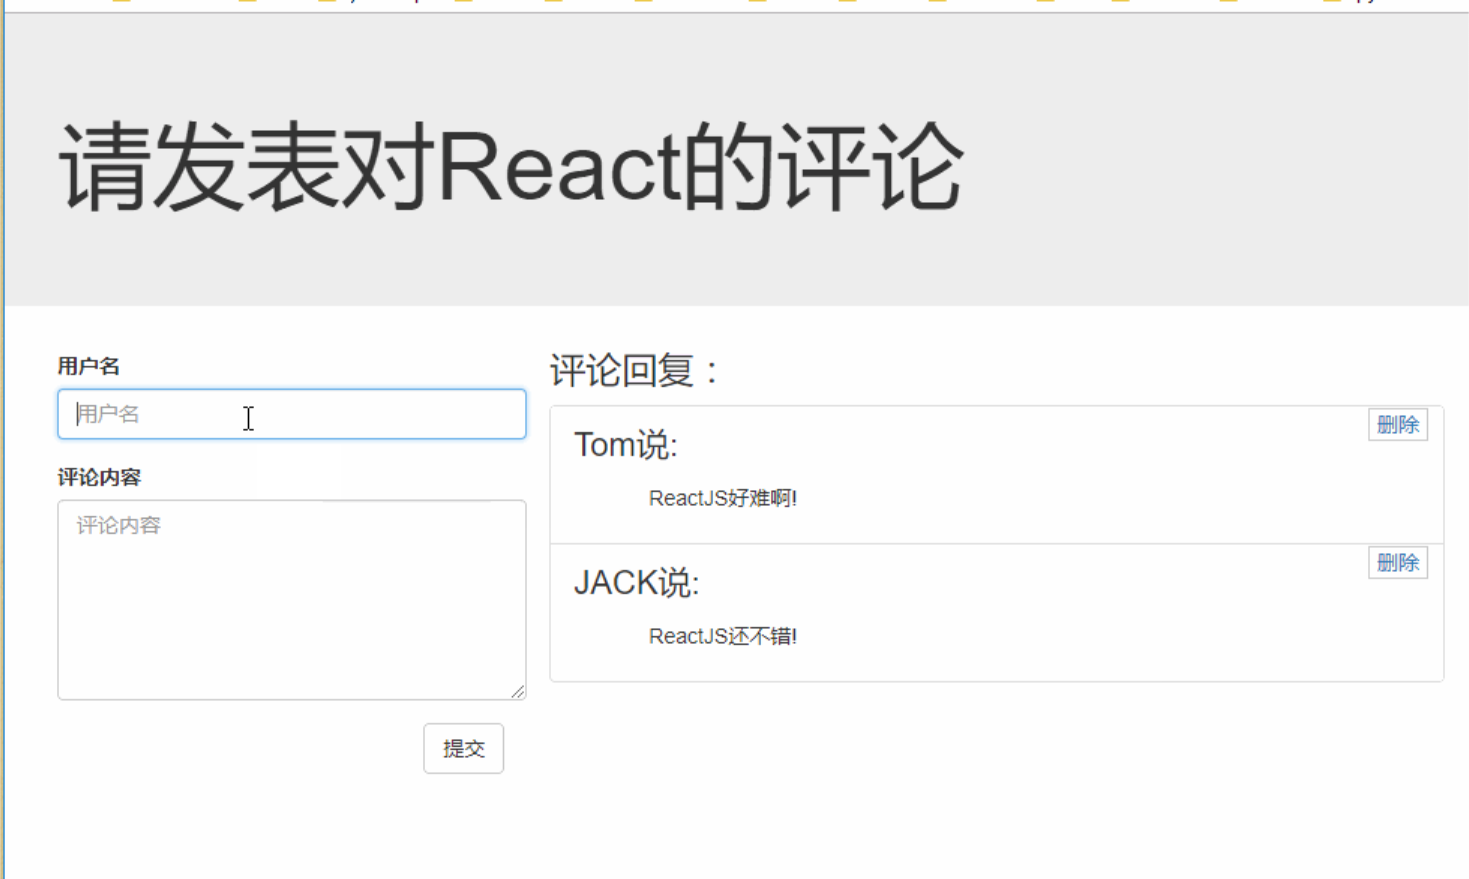 请发表对React的评论
用户名
用户名
评论内容
评论内容
提交
评论回复：
删除
Tom说:
ReactJS好难啊!
删除
JACK说:
ReactJS还不错!